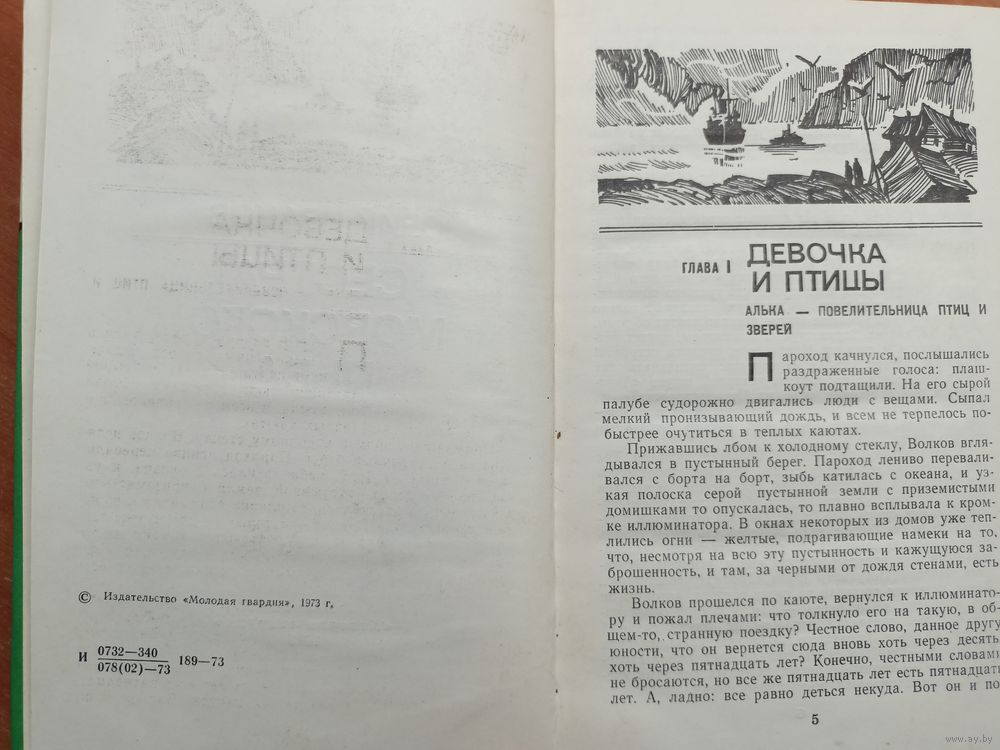 © Издательство «Молодая гвардия», 1973 г.
И 0732—340
078(02)—73 189—73
ГЛАВА I
ДЕВОЧКА
И ПТИЦЫ
АЛЬКА — ПОВЕЛИТЕЛЬНИЦА ПТИЦ И
ЗВЕРЕЙ
Пароход качнулся, послышались
раздраженные голоса: плаш-
коут подтащили. На его сырой
палубе судорожно двигались люди с вещами. Сыпал
мелкий пронизывающий дождь, и всем не терпелось по-
быстрее очутиться в теплых каютах.
Прижавшись лбом к холодному стеклу, Волков вгля-
дывался в пустынный берег. Пароход лениво перевали-
вался с борта на борт, зыбь катилась с океана, и уз-
кая полоска серой пустынной земли с приземистыми
домишками то опускалась, то плавно всплывала к кром-
ке иллюминатора. В окнах некоторых из домов уже теп-
лились огни — желтые, подрагивающие намеки на то,
что, несмотря на всю эту пустынность и кажущуюся за-
брошенность, и там, за черными от дождя стенами, есть
жизнь.
Волков прошелся по каюте, вернулся к иллюминато-
ру и пожал плечами: что толкнуло его на такую, в об-
щем-то, странную поездку? Честное слово, данное другу
юности, что он вернется сюда вновь хоть через десять,
хоть через пятнадцать лет? Конечно, честными словами
не бросаются, но все же пятнадцать лет есть пятнадцать
лет. А, ладно: все равно деться некуда. Вот он и по-
5
www.ay.by